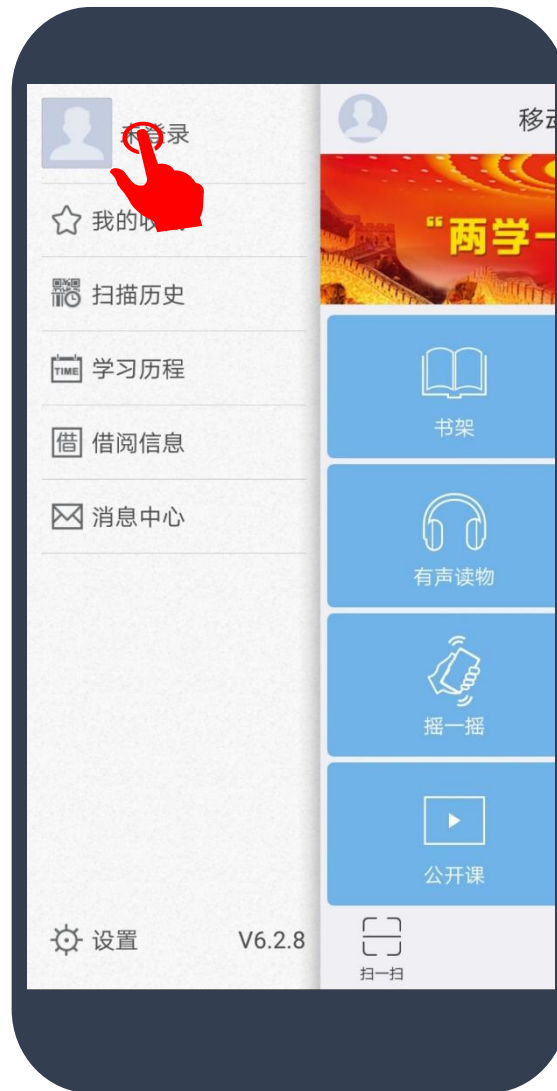 未登录
我的收
扫描历史
TIME 学习历程
借 借阅信息
消息中心
设置 V6.2.8
移动
“两学一
书架
有声读物
摇一摇
公开课
扫一扫